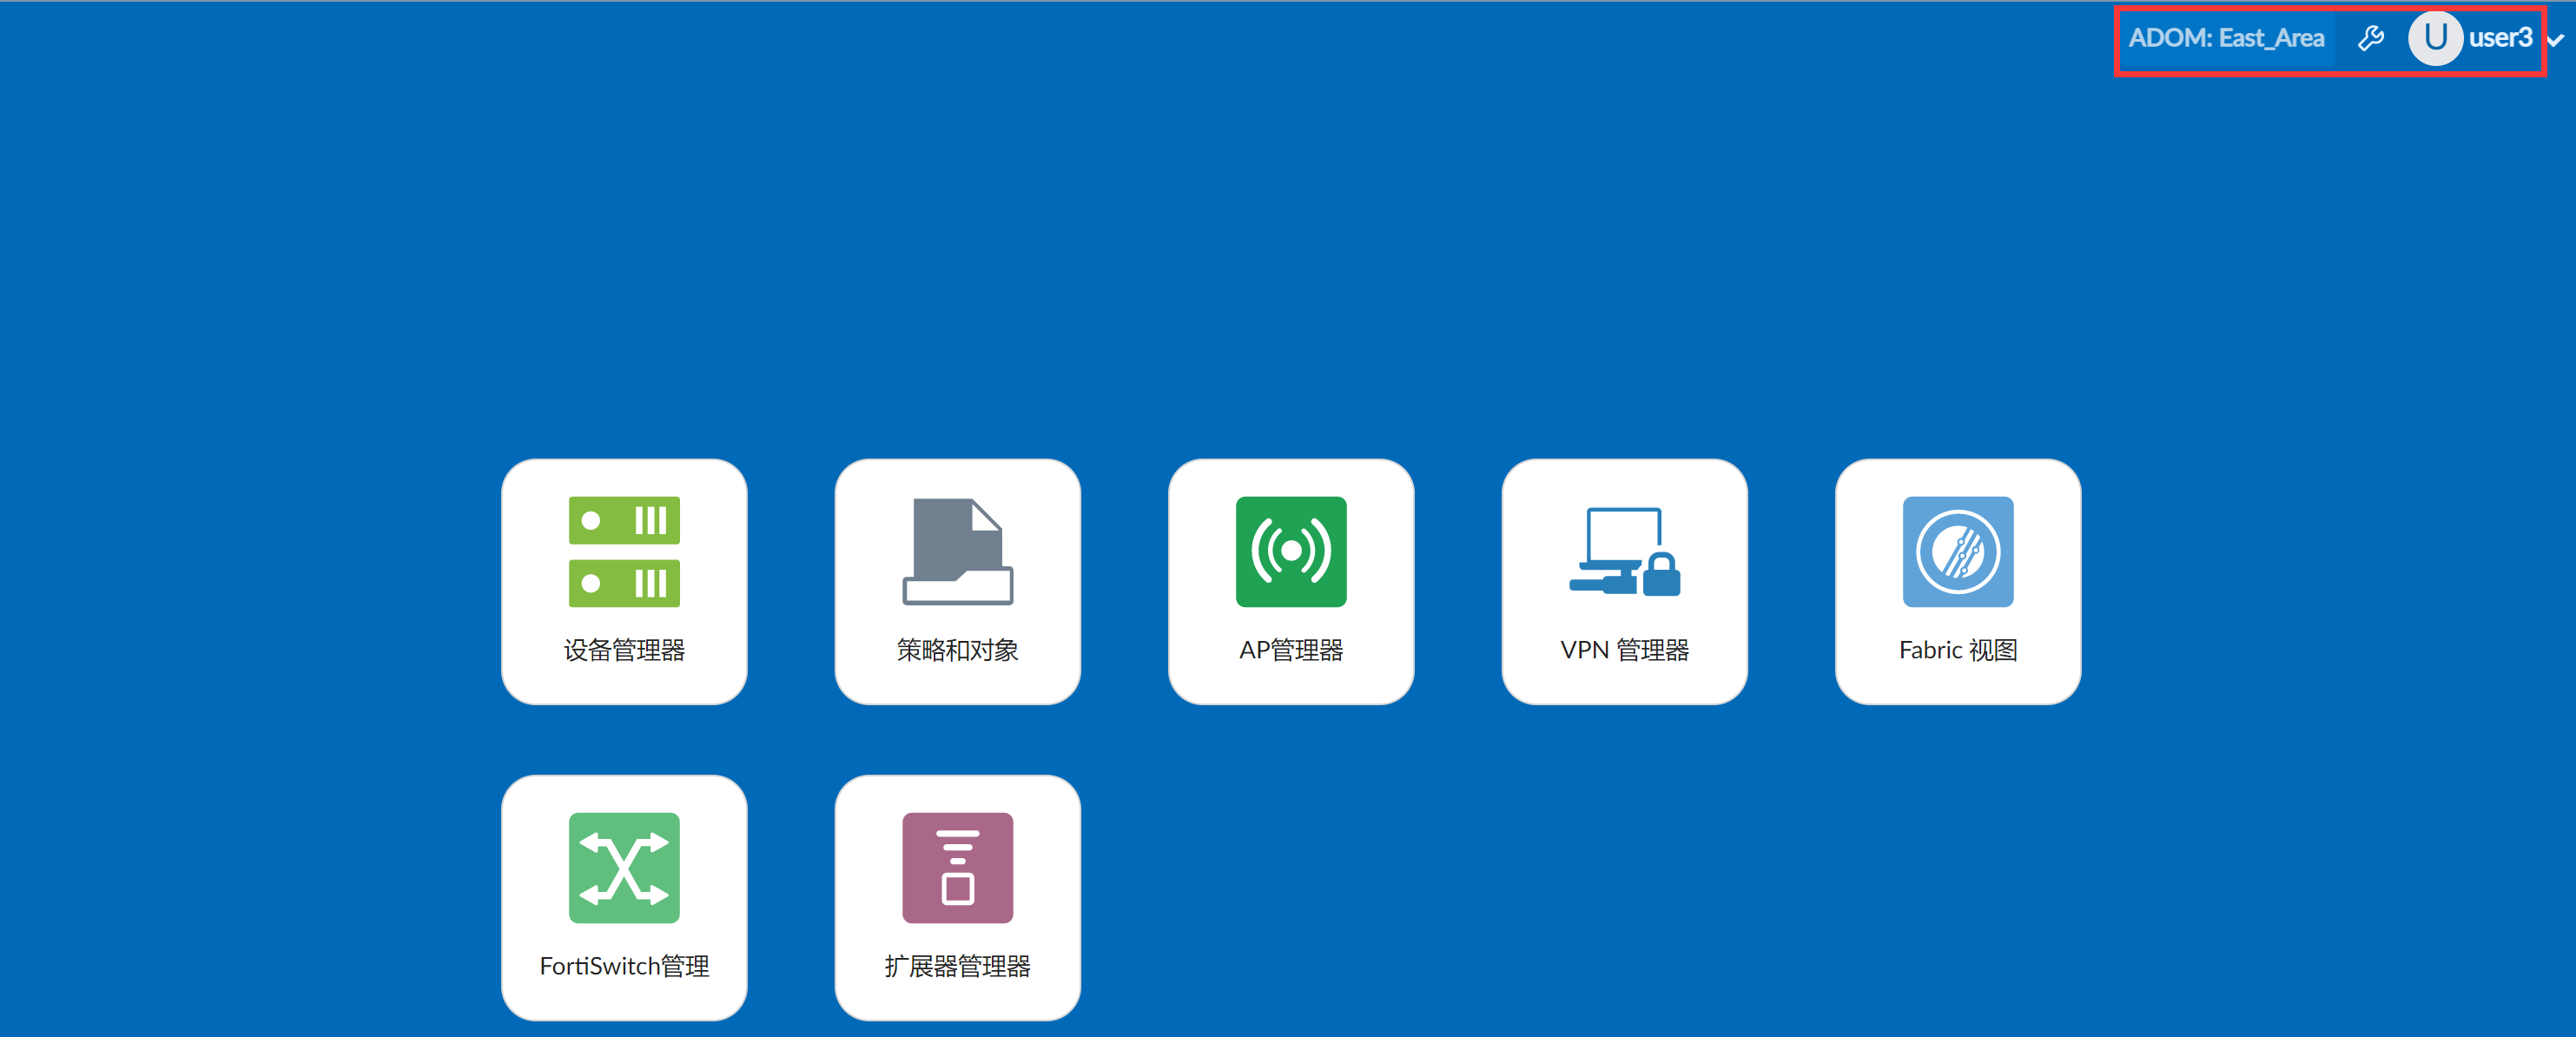 ADOM: East_Area
U user3
设备管理器
策略和对象
AP管理器
VPN 管理器
Fabric 视图
FortiSwitch管理
扩展器管理器